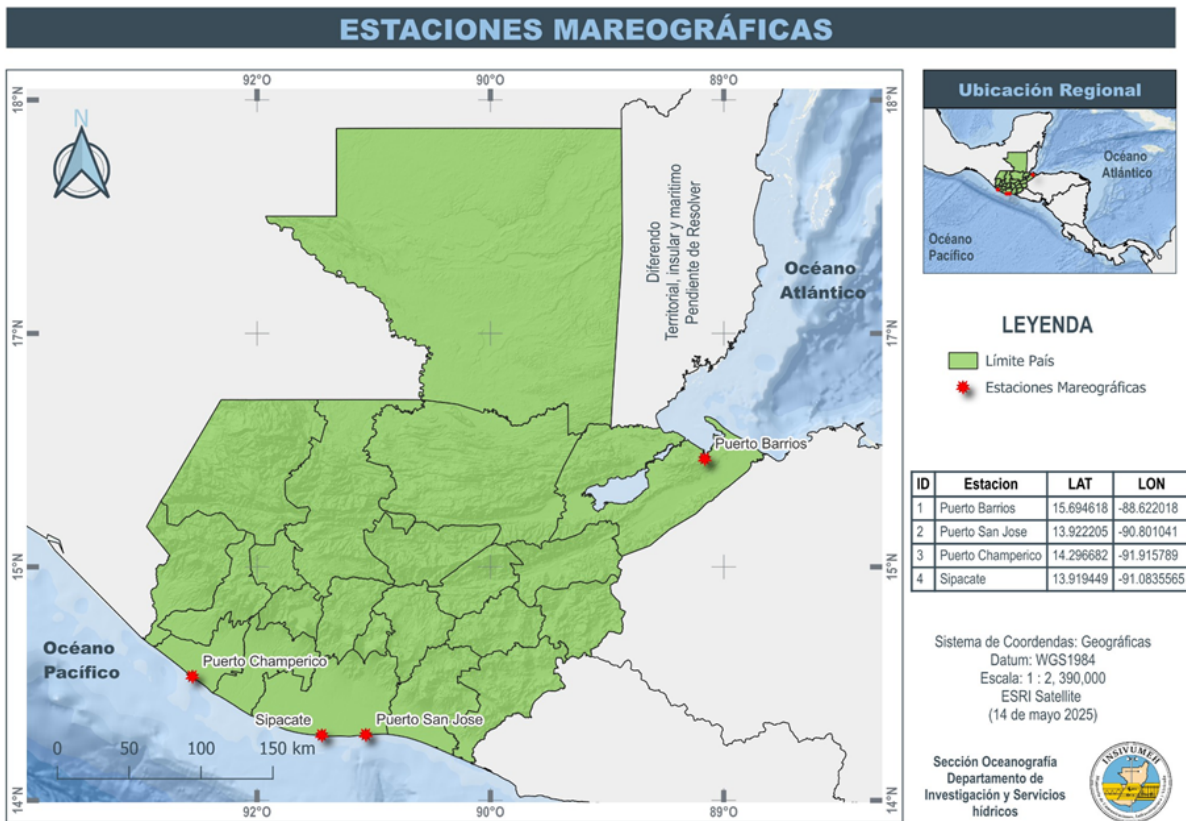 ESTACIONES MAREOGRÁFICAS
92°O
90°O
89°O
18°N
18°N
N
Diferendo
Territorial, insular y maritimo
Pendiente de Resolver
Océano
Atlántico
17°N
17°N
Puerto Barrios
15°N
15°N
Océano
Pacífico
Puerto Champerico
Sipacate
Puerto San Jose
0 50 100 150 km
14°N
14°N
92°O
90°O
89°O
Ubicación Regional
Océano
Atlántico
Océano
Pacífico
LEYENDA
Límite País
Estaciones Mareográficas
ID Estacion LAT LON
1 Puerto Barrios 15.694618 -88.622018
2 Puerto San Jose 13.922205 -90.801041
3 Puerto Champerico 14.296682 -91.915789
4 Sipacate 13.919449 -91.0835565
Sistema de Coordendas: Geográficas
Datum: WGS1984
Escala: 1 : 2, 390,000
ESRI Satellite
(14 de mayo 2025)
Sección Oceanografía
Departamento de
Investigación y Servicios
hídricos
INSIVUMEH